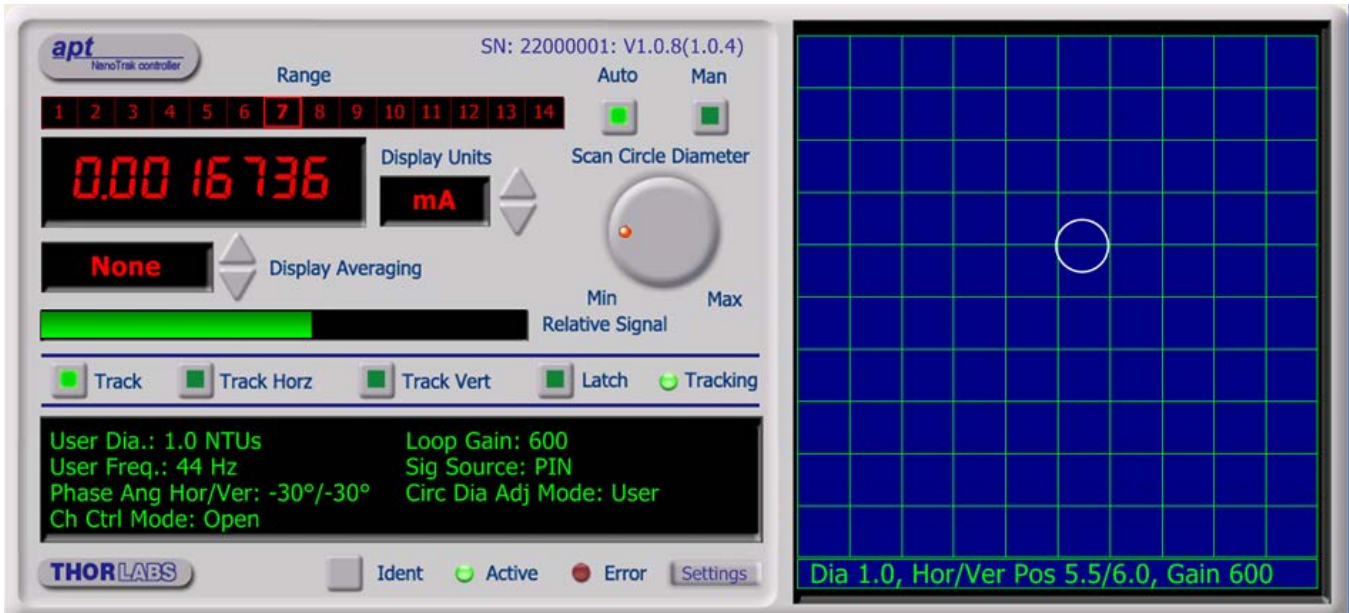 apt
NanoTrak controller
SN: 22000001: V1.0.8(1.0.4)
Range
Auto Man
1 2 3 4 5 6 7 8 9 10 11 12 13 14
0.0016736
Display Units
mA
Scan Circle Diameter
None
Display Averaging
Min Max
Relative Signal
Track Track Horz Track Vert Latch Tracking
User Dia.: 1.0 NTUs Loop Gain: 600
User Freq.: 44 Hz Sig Source: PIN
Phase Ang Hor/Ver: -30°/-30° Circ Dia Adj Mode: User
Ch Ctrl Mode: Open
THORLABS Ident Active Error Settings
Dia 1.0, Hor/Ver Pos 5.5/6.0, Gain 600